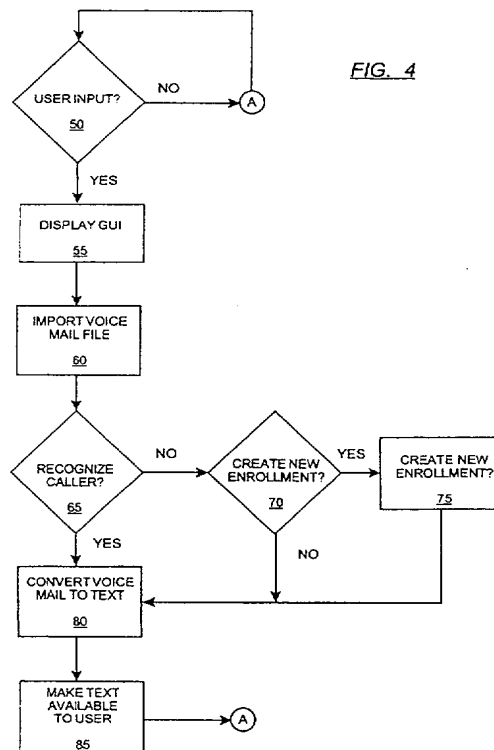 FIG. 4
USER INPUT?
50
NO
A
YES
DISPLAY GUI
55
IMPORT VOICE
MAIL FILE
60
RECOGNIZE
CALLER?
65
NO
CREATE NEW
ENROLLMENT?
70
YES
CREATE NEW
ENROLLMENT?
75
YES
NO
CONVERT VOICE
MAIL TO TEXT
80
MAKE TEXT
AVAILABLE
TO USER
85
A